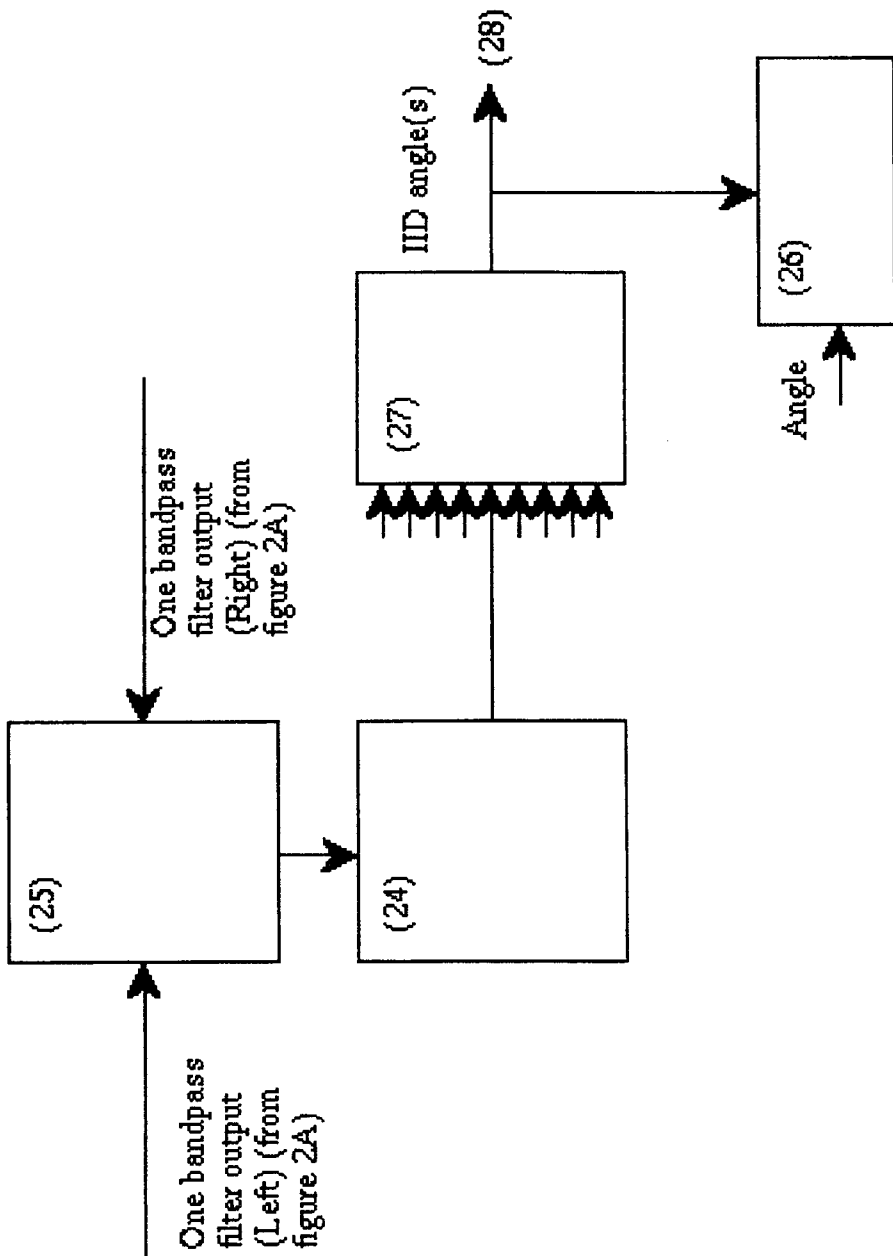 One bandpass
filter output
(Left) (from
figure 2A)
(25)
One bandpass
filter output
(Right) (from
figure 2A)
(24)
(27)
IID angle(s)
(28)
Angle
(26)